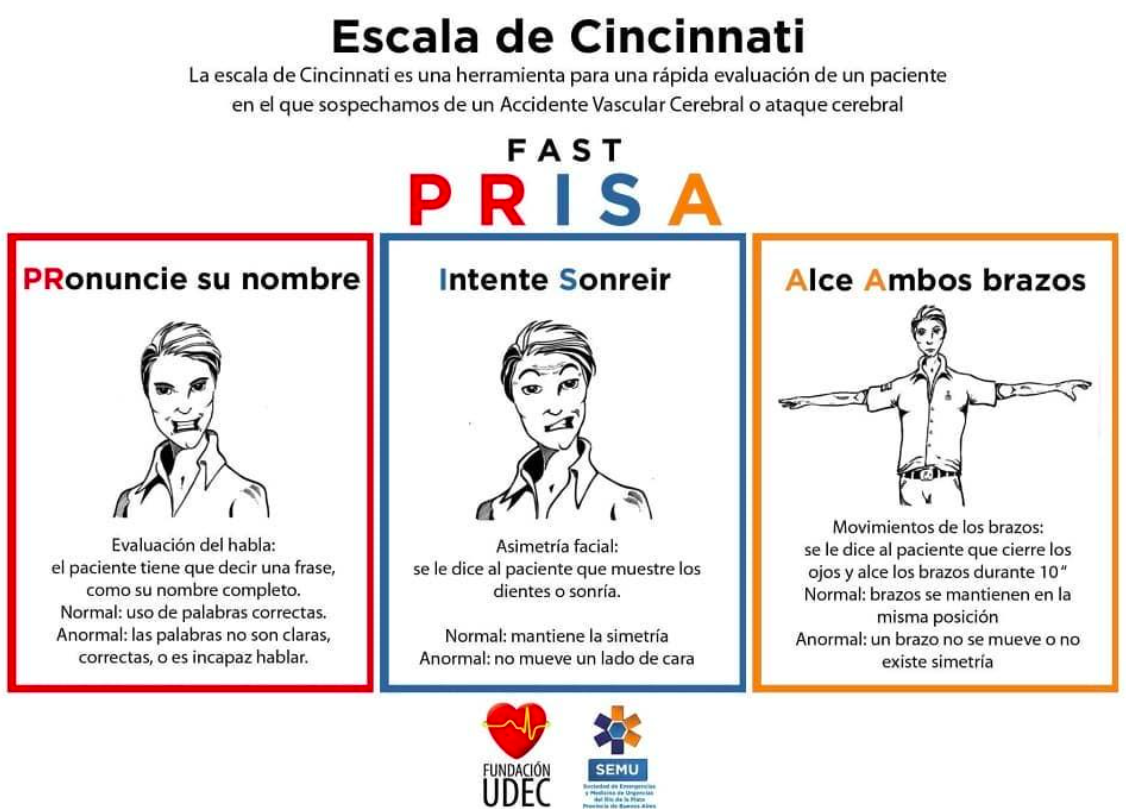 Escala de Cincinnati
La escala de Cincinnati es una herramienta para una rápida evaluación de un paciente
en el que sospechamos de un Accidente Vascular Cerebral o ataque cerebral
FAST
PRISA
PRonuncie su nombre
Evaluación del habla:
el paciente tiene que decir una frase,
como su nombre completo.
Normal: uso de palabras correctas.
Anormal: las palabras no son claras,
correctas, o es incapaz hablar.
Intente Sonreir
Asimetría facial:
se le dice al paciente que muestre los
dientes o sonría.
Normal: mantiene la simetría
Anormal: no mueve un lado de cara
Alce Ambos brazos
Movimientos de los brazos:
se le dice al paciente que cierre los
ojos y alce los brazos durante 10"
Normal: brazos se mantienen en la
misma posición
Anormal: un brazo no se mueve o no
existe simetría
FUNDACIÓN
UDEC
SEMU
Sociedad de Emergencias
y Medicina de Urgencias
del Río de la Plata
Provincia de Buenos Aires